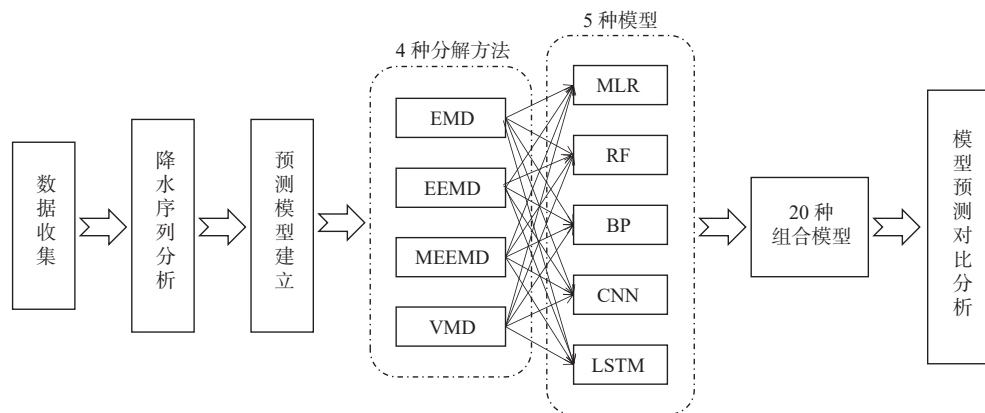 数据收集
降水序列分析
预测模型建立
4 种分解方法
EMD
EEMD
MEEMD
VMD
5 种模型
MLR
RF
BP
CNN
LSTM
20 种
组合模型
模型预测对比分析